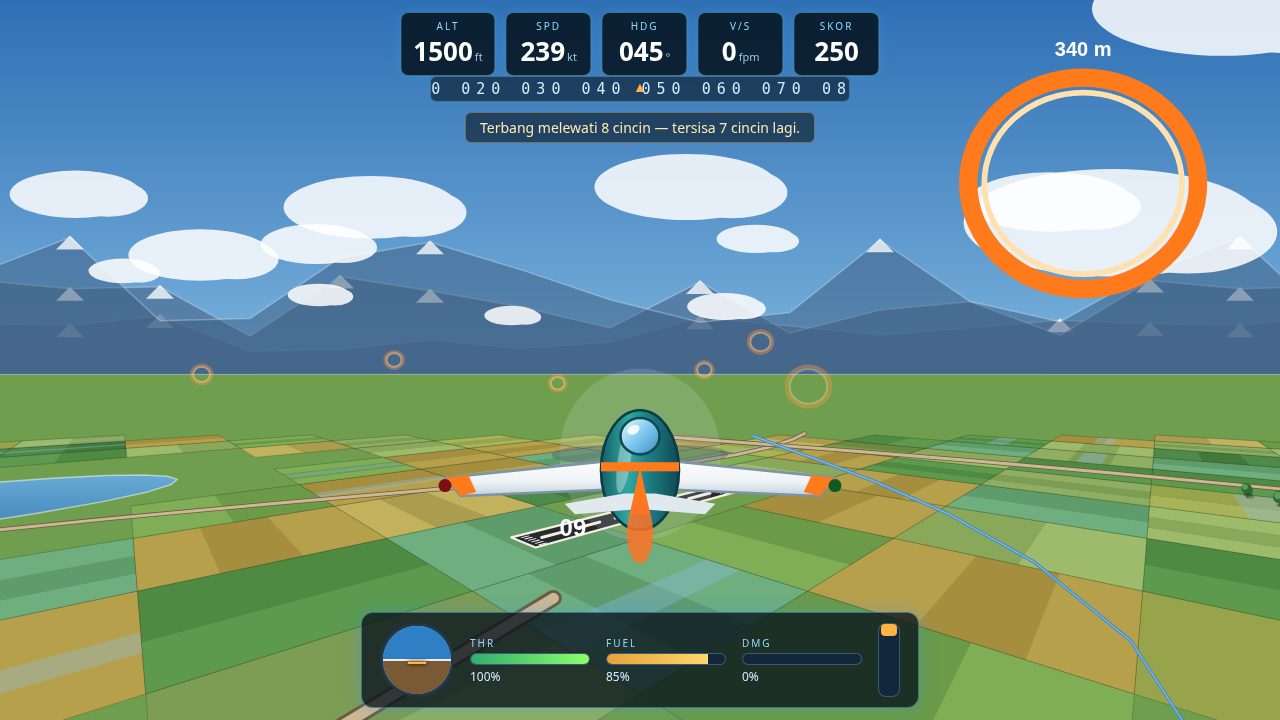 ALT SPD HDG V/S SKOR
1500 ft 239 kt 045° 0 fpm 250
340 m
0 020 030 040 050 060 070 08
Terbang melewati 8 cincin — tersisa 7 cincin lagi.
09
THR FUEL DMG
100% 85% 0%